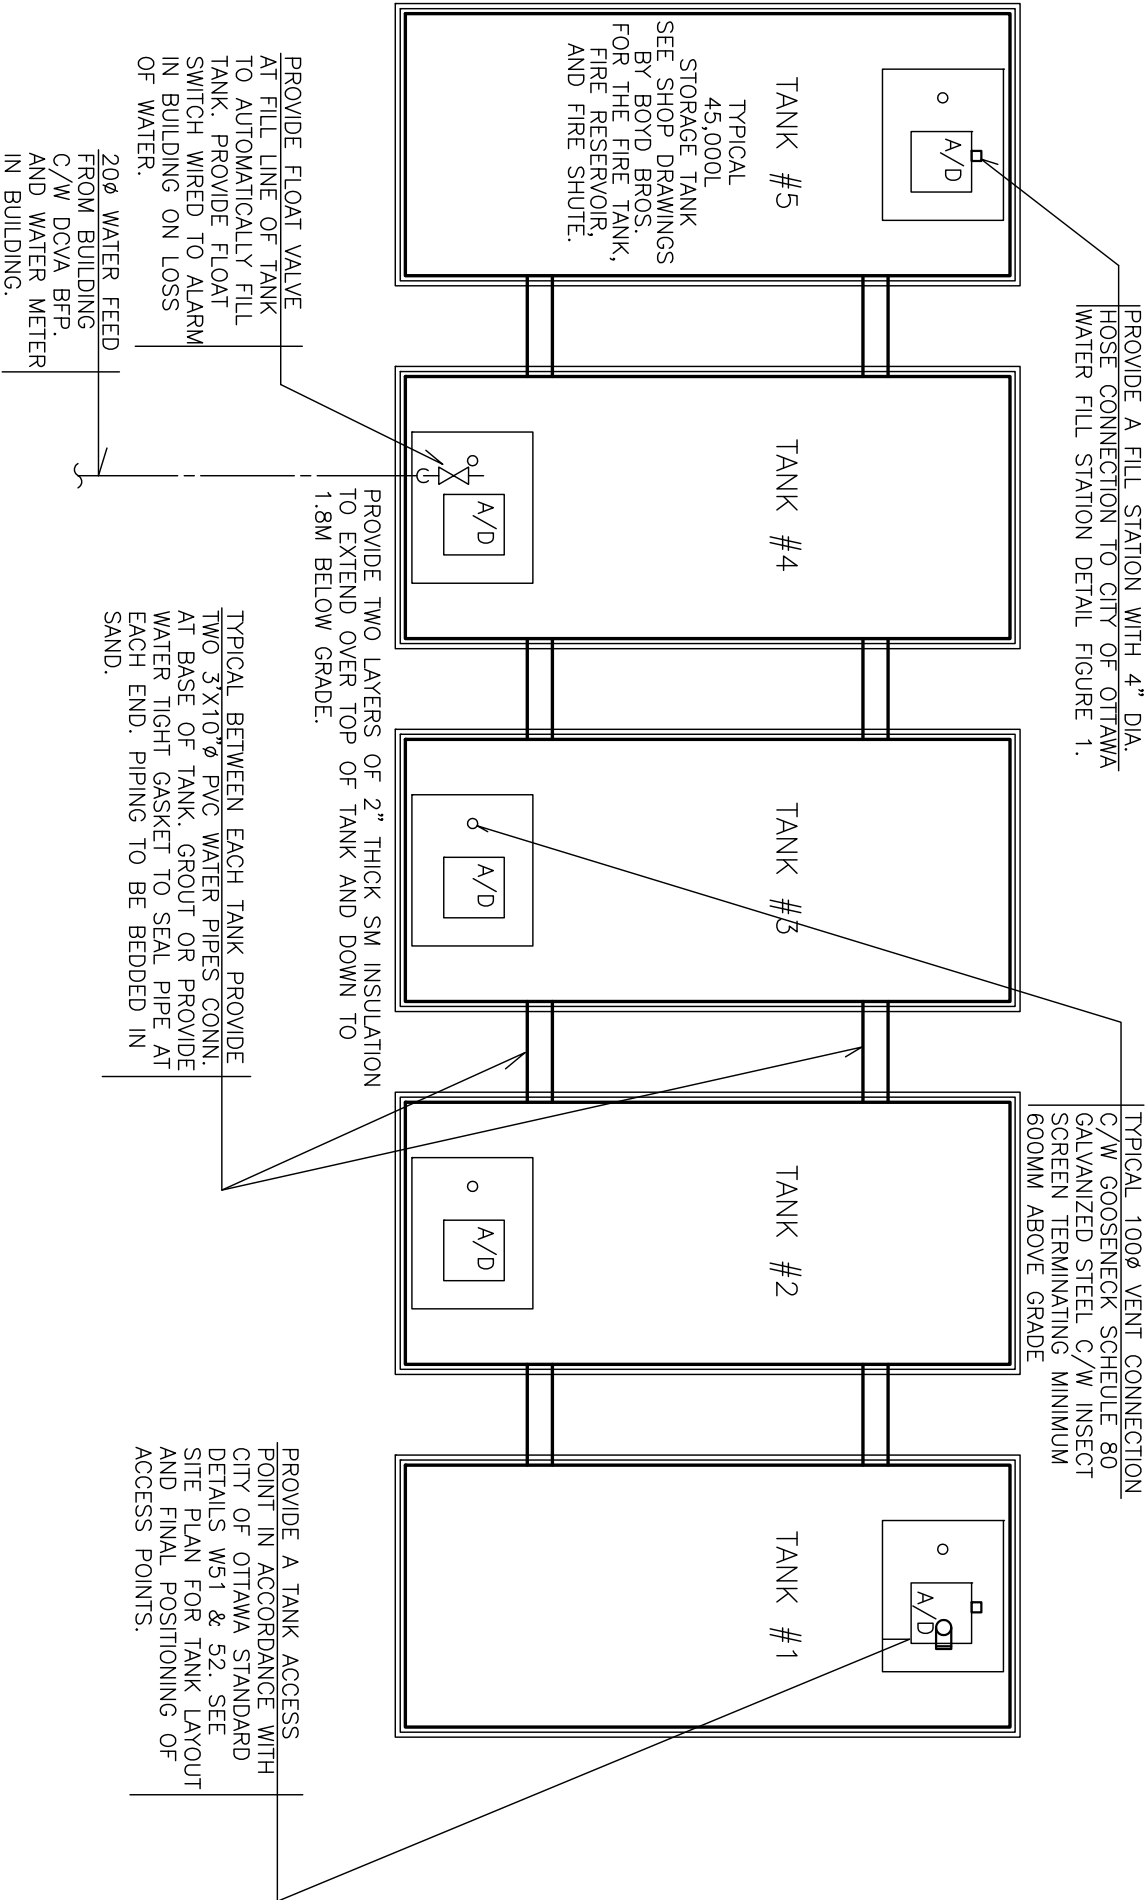 PROVIDE A FILL STATION WITH 4" DIA.
HOSE CONNECTION TO CITY OF OTTAWA
WATER FILL STATION DETAIL FIGURE 1.
TYPICAL 100Ø VENT CONNECTION
C/W GOOSENECK SCHEULE 80
GALVANIZED STEEL C/W INSECT
SCREEN TERMINATING MINIMUM
600MM ABOVE GRADE
A/D
TANK #5
TYPICAL
45,000L
STORAGE TANK
SEE SHOP DRAWINGS
BY BOYD BROS.
FOR THE FIRE TANK,
FIRE RESERVOIR,
AND FIRE SHUTE.
TANK #4
A/D
TANK #3
A/D
TANK #2
A/D
A/D
TANK #1
PROVIDE TWO LAYERS OF 2" THICK SM INSULATION
TO EXTEND OVER TOP OF TANK AND DOWN TO
1.8M BELOW GRADE.
PROVIDE FLOAT VALVE
AT FILL LINE OF TANK
TO AUTOMATICALLY FILL
TANK. PROVIDE FLOAT
SWITCH WIRED TO ALARM
IN BUILDING ON LOSS
OF WATER.
20Ø WATER FEED
FROM BUILDING
C/W DCVA BFP.
AND WATER METER
IN BUILDING.
TYPICAL BETWEEN EACH TANK PROVIDE
TWO 3'X10"Ø PVC WATER PIPES CONN.
AT BASE OF TANK. GROUT OR PROVIDE
WATER TIGHT GASKET TO SEAL PIPE AT
EACH END. PIPING TO BE BEDDED IN
SAND.
PROVIDE A TANK ACCESS
POINT IN ACCORDANCE WITH
CITY OF OTTAWA STANDARD
DETAILS W51 & 52. SEE
SITE PLAN FOR TANK LAYOUT
AND FINAL POSITIONING OF
ACCESS POINTS.